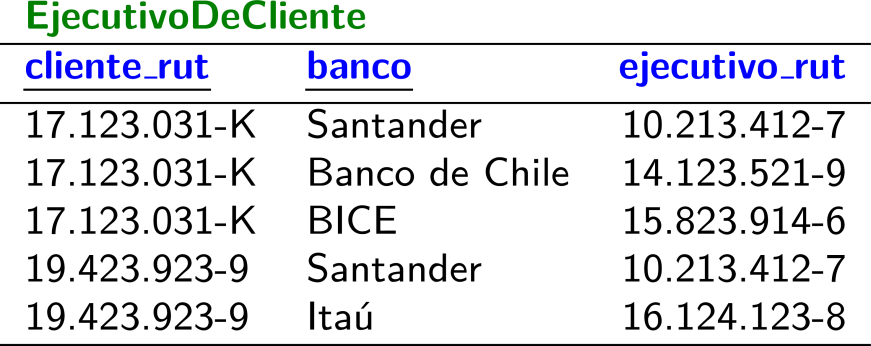 EjecutivoDeCliente
cliente_rut banco ejecutivo_rut
17.123.031-K Santander 10.213.412-7
17.123.031-K Banco de Chile 14.123.521-9
17.123.031-K BICE 15.823.914-6
19.423.923-9 Santander 10.213.412-7
19.423.923-9 Itaú 16.124.123-8